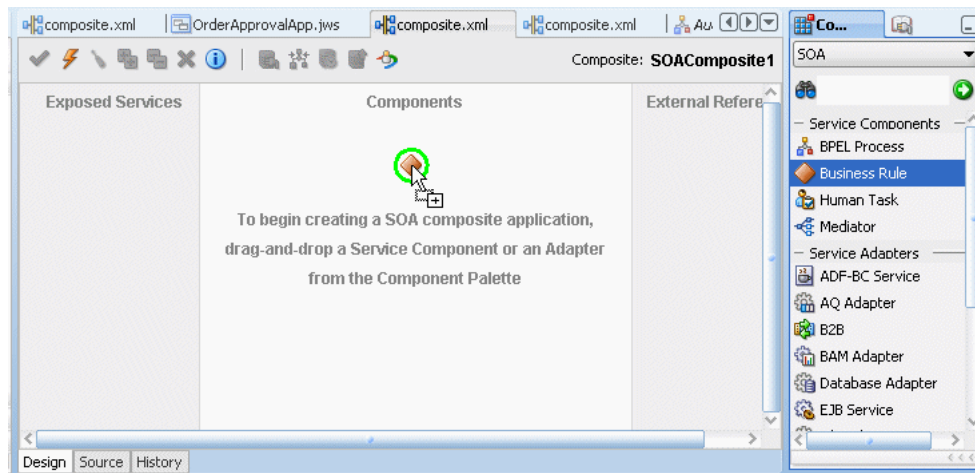 composite.xml OrderApprovalApp.jws composite.xml composite.xml Au Co...
Composite: SOAComposite1 SOA
Exposed Services Components External Refere
Service Components
BPEL Process
Business Rule
Human Task
Mediator
To begin creating a SOA composite application,
drag-and-drop a Service Component or an Adapter
from the Component Palette
Service Adapters
ADF-BC Service
AQ Adapter
B2B
BAM Adapter
Database Adapter
EJB Service
Design Source History